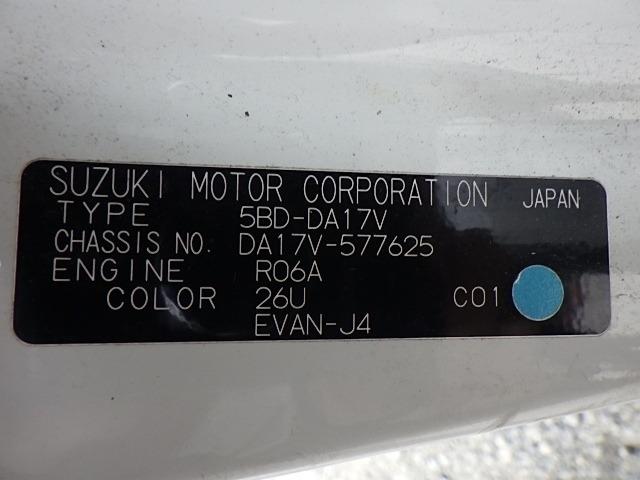 SUZUKI MOTOR CORPORATION JAPAN
TYPE 5BD-DA17V
CHASSIS NO. DA17V-577625
ENGINE R06A
COLOR 26U C01
EVAN-J4